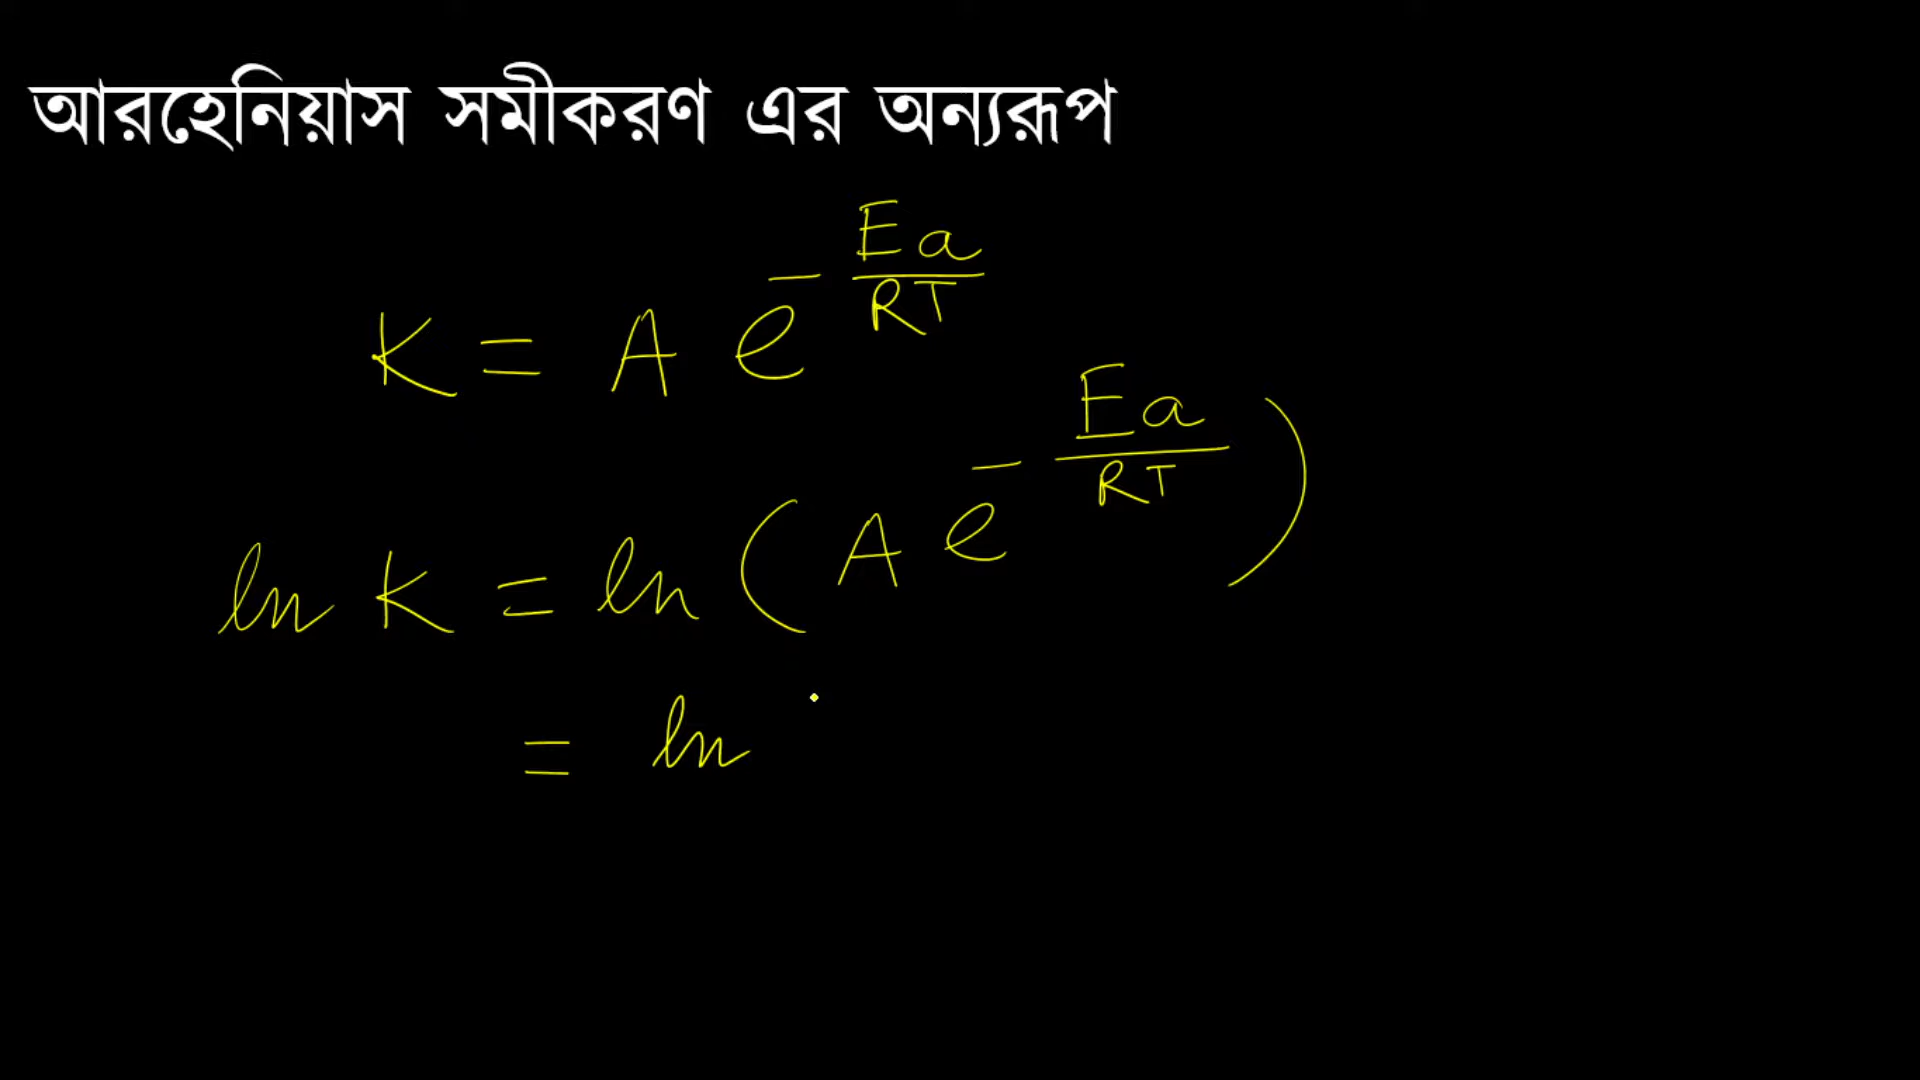 আরহেনিয়াস সমীকরণ এর অন্যরূপ
K = A e^{-Ea/RT}
ln K = ln ( A e^{-Ea/RT} )
= ln